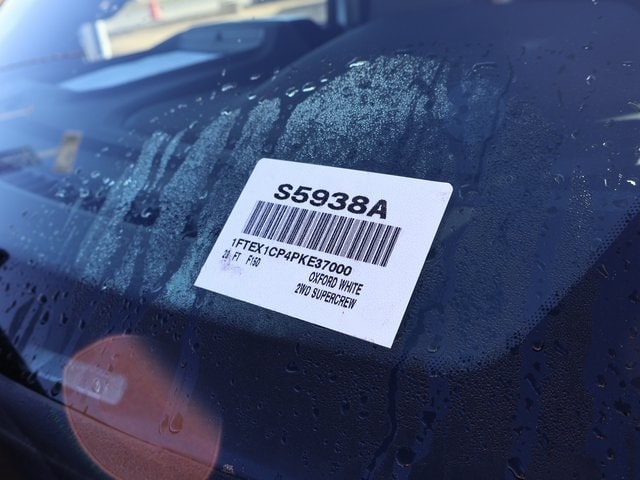 S5938A
1FTEX1CP4PKE37000
FT F150
OXFORD WHITE
2WD SUPERCREW